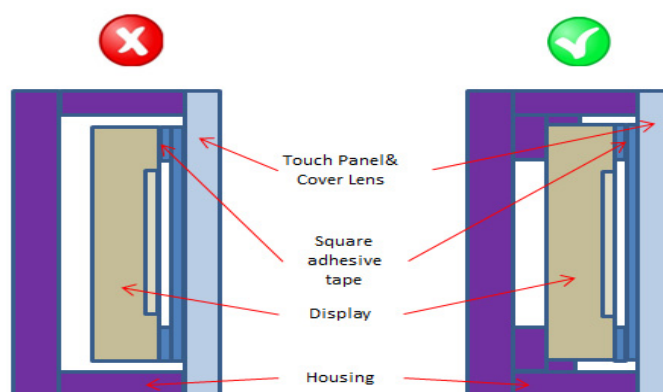 Touch Panel&
Cover Lens
Square
adhesive
tape
Display
Housing